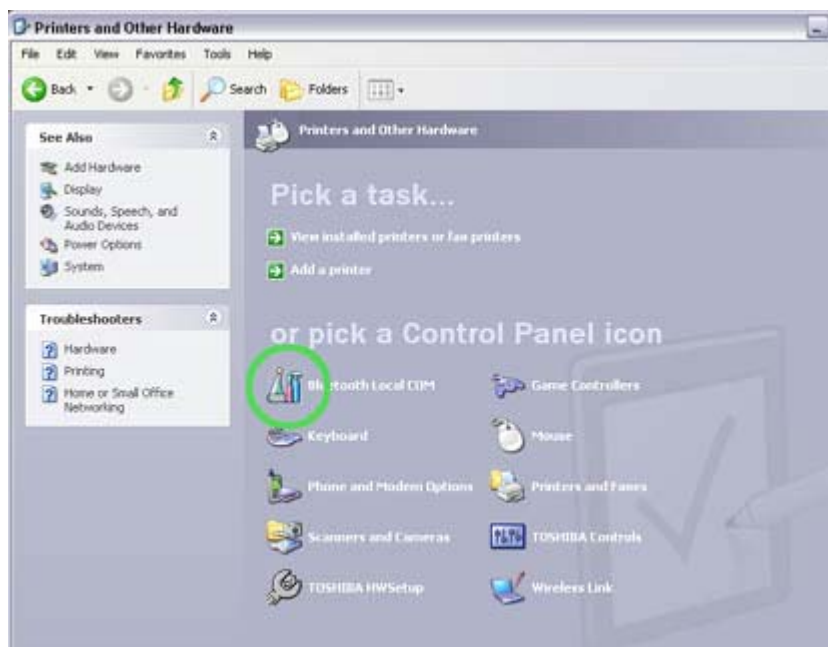 Printers and Other Hardware
File Edit View Favorites Tools Help
Back Search Folders
See Also
Add Hardware
Display
Sounds, Speech, and
Audio Devices
Power Options
System
Troubleshooters
Hardware
Printing
Home or Small Office
Networking
Printers and Other Hardware
Pick a task...
View installed printers or fax printers
Add a printer
or pick a Control Panel icon
Bluetooth Local COM Game Controllers
Keyboard Mouse
Phone and Modem Options Printers and Faxes
Scanners and Cameras TOSHIBA Controls
TOSHIBA HWSetup Wireless Link